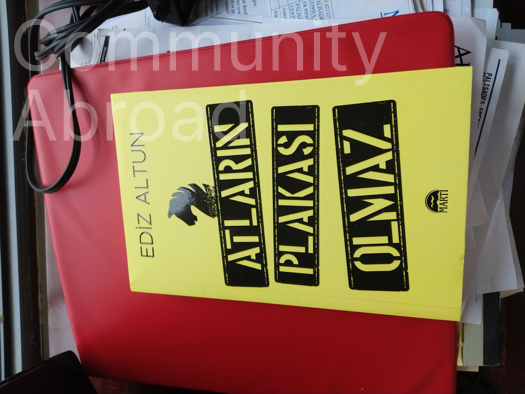 Community
Abroad
EDİZ ALTUN
ATLARIN
PLAKASI
OLMAZ
MARTI